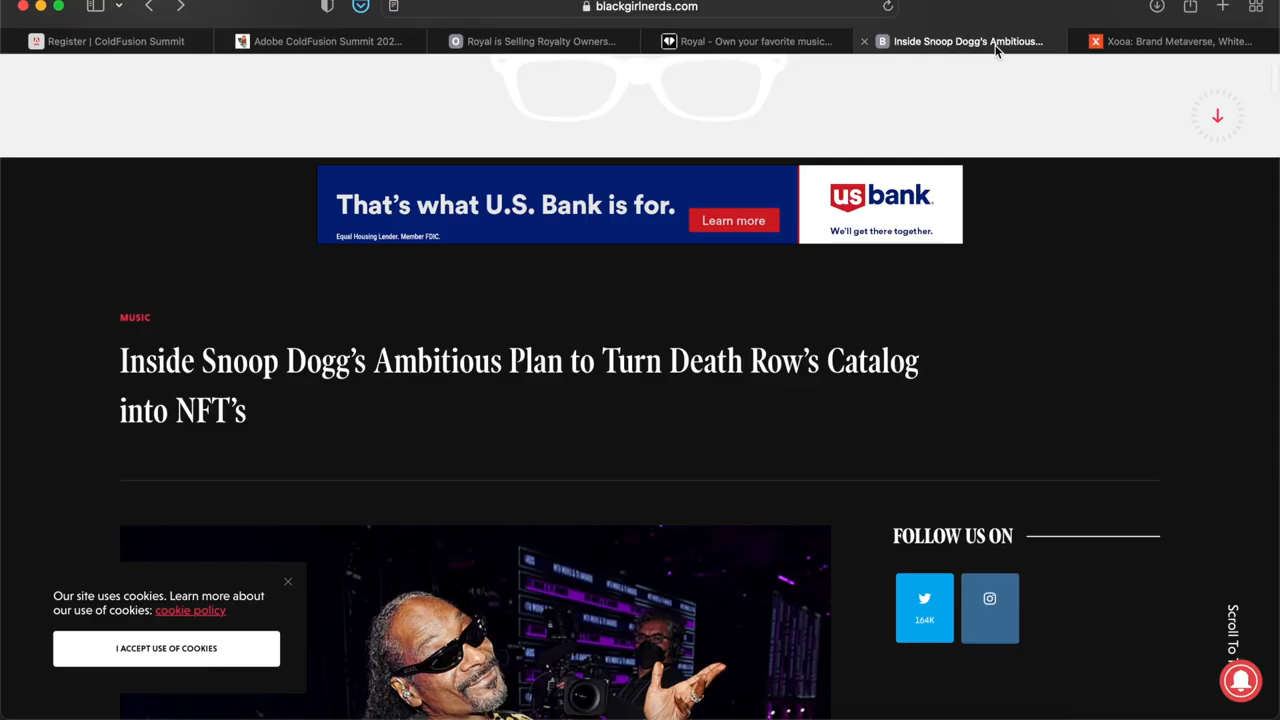 blackgirlnerds.com
Register | ColdFusion Summit
Adobe ColdFusion Summit 202...
Royal is Selling Royalty Owners...
Royal - Own your favorite music...
B
Inside Snoop Dogg's Ambitious...
X
Xooa: Brand Metaverse, White...
That's what U.S. Bank is for.
Learn more
Equal Housing Lender. Member FDIC.
usbank.
We'll get there together.
MUSIC
Inside Snoop Dogg's Ambitious Plan to Turn Death Row's Catalog
into NFT's
FOLLOW US ON
164K
Our site uses cookies. Learn more about
our use of cookies: cookie policy
I ACCEPT USE OF COOKIES
Scroll To